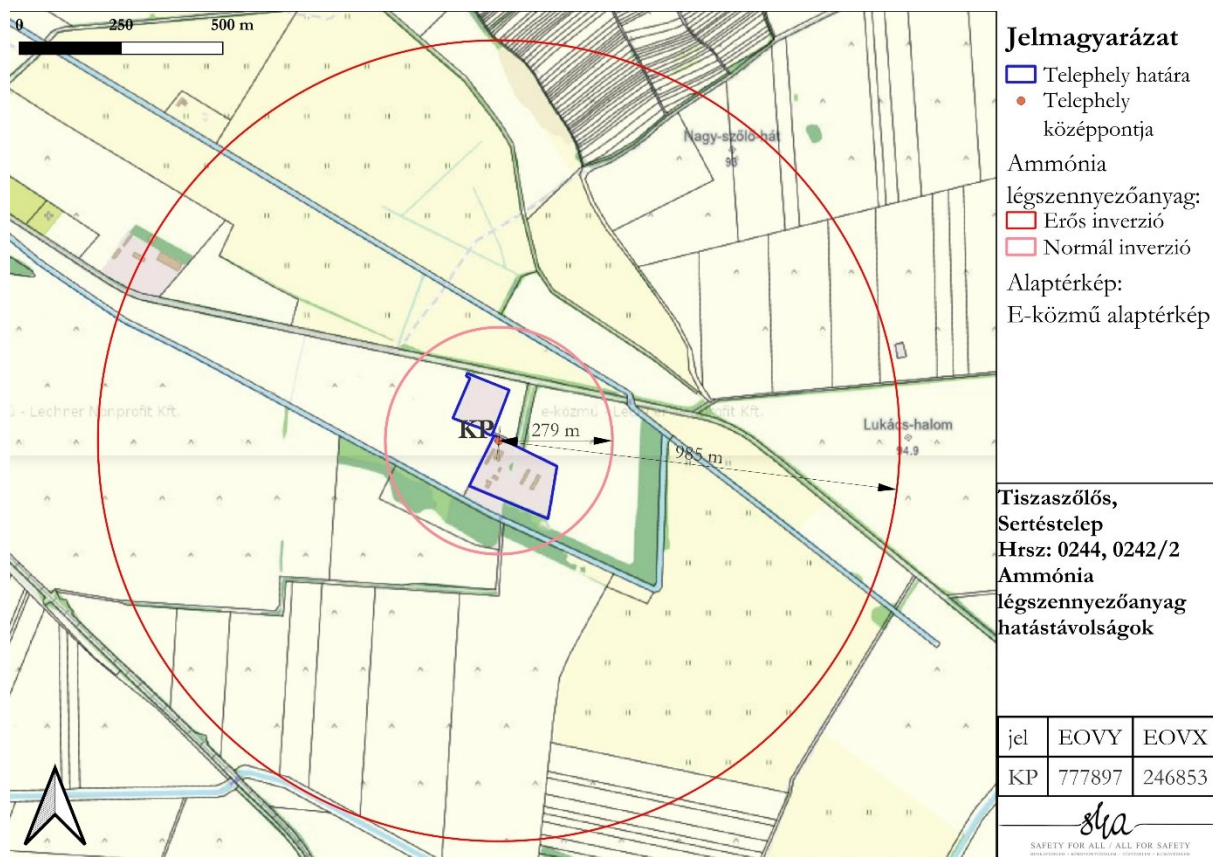 0 250 500 m
Nagy-szőlő-hát
93
ű - Lechner Nonprofit Kft.
e-közmű - Le
Kft.
Lukács-halom
94.9
KP
279 m
985 m
Jelmagyarázat
Telephely határa
Telephely
középpontja
Ammónia
légszennyezőanyag:
Erős inverzió
Normál inverzió
Alaptérkép:
E-közmű alaptérkép
Tiszaszőlős,
Sertéstelep
Hrsz: 0244, 0242/2
Ammónia
légszennyezőanyag
hatástávolságok
jel EOVY EOVX
KP 777897 246853
sha
SAFETY FOR ALL / ALL FOR SAFETY